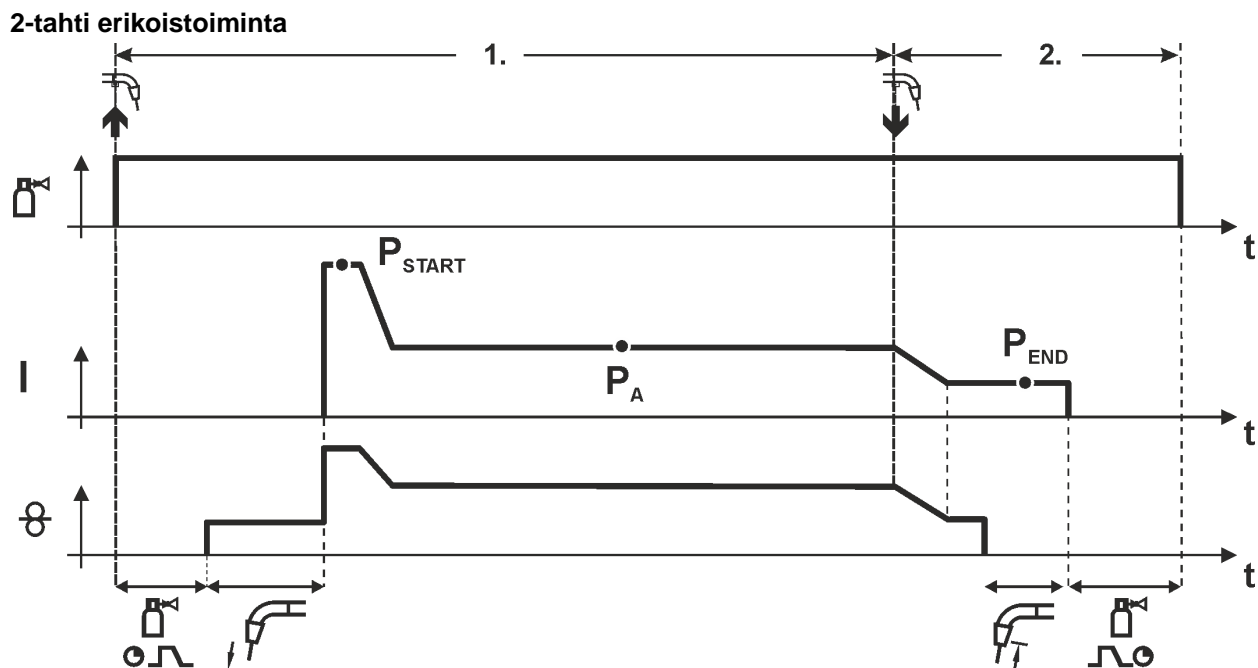 2-tahti erikoistoiminta
1. 2.
t
P START
P END
P A
I
t
t